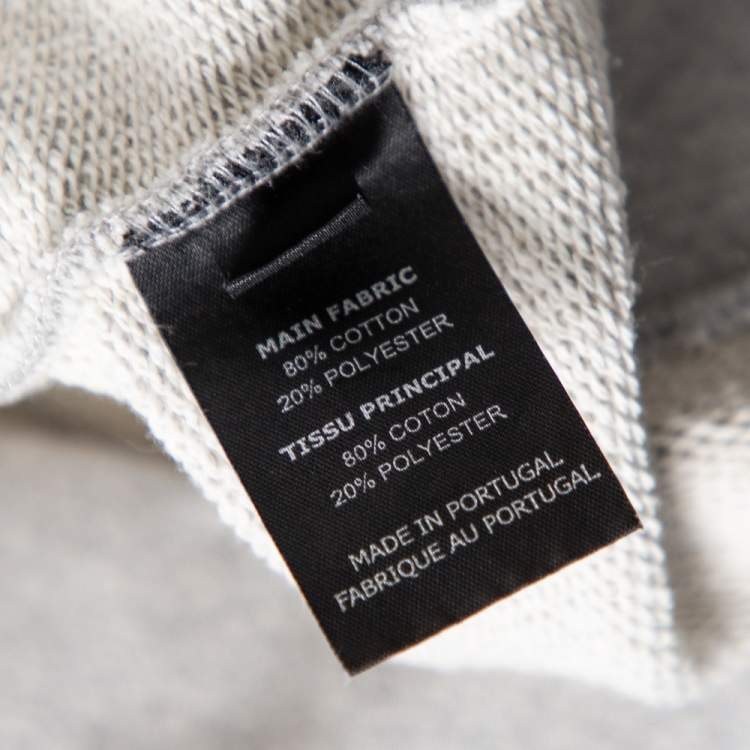 MAIN FABRIC
80% COTTON
20% POLYESTER
TISSU PRINCIPAL
80% COTON
20% POLYESTER
MADE IN PORTUGAL.
FABRIQUE AU PORTUGAL.